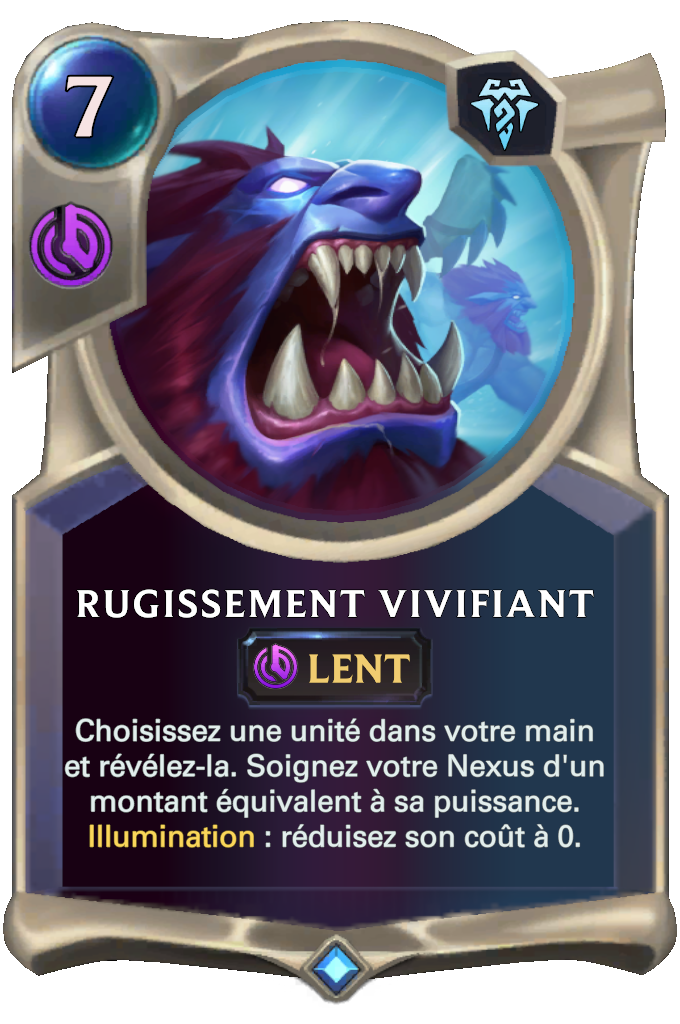 7
RUGISSEMENT VIVIFIANT
LENT
Choisissez une unité dans votre main
et révélez-la. Soignez votre Nexus d'un
montant équivalent à sa puissance.
Illumination : réduisez son coût à 0.